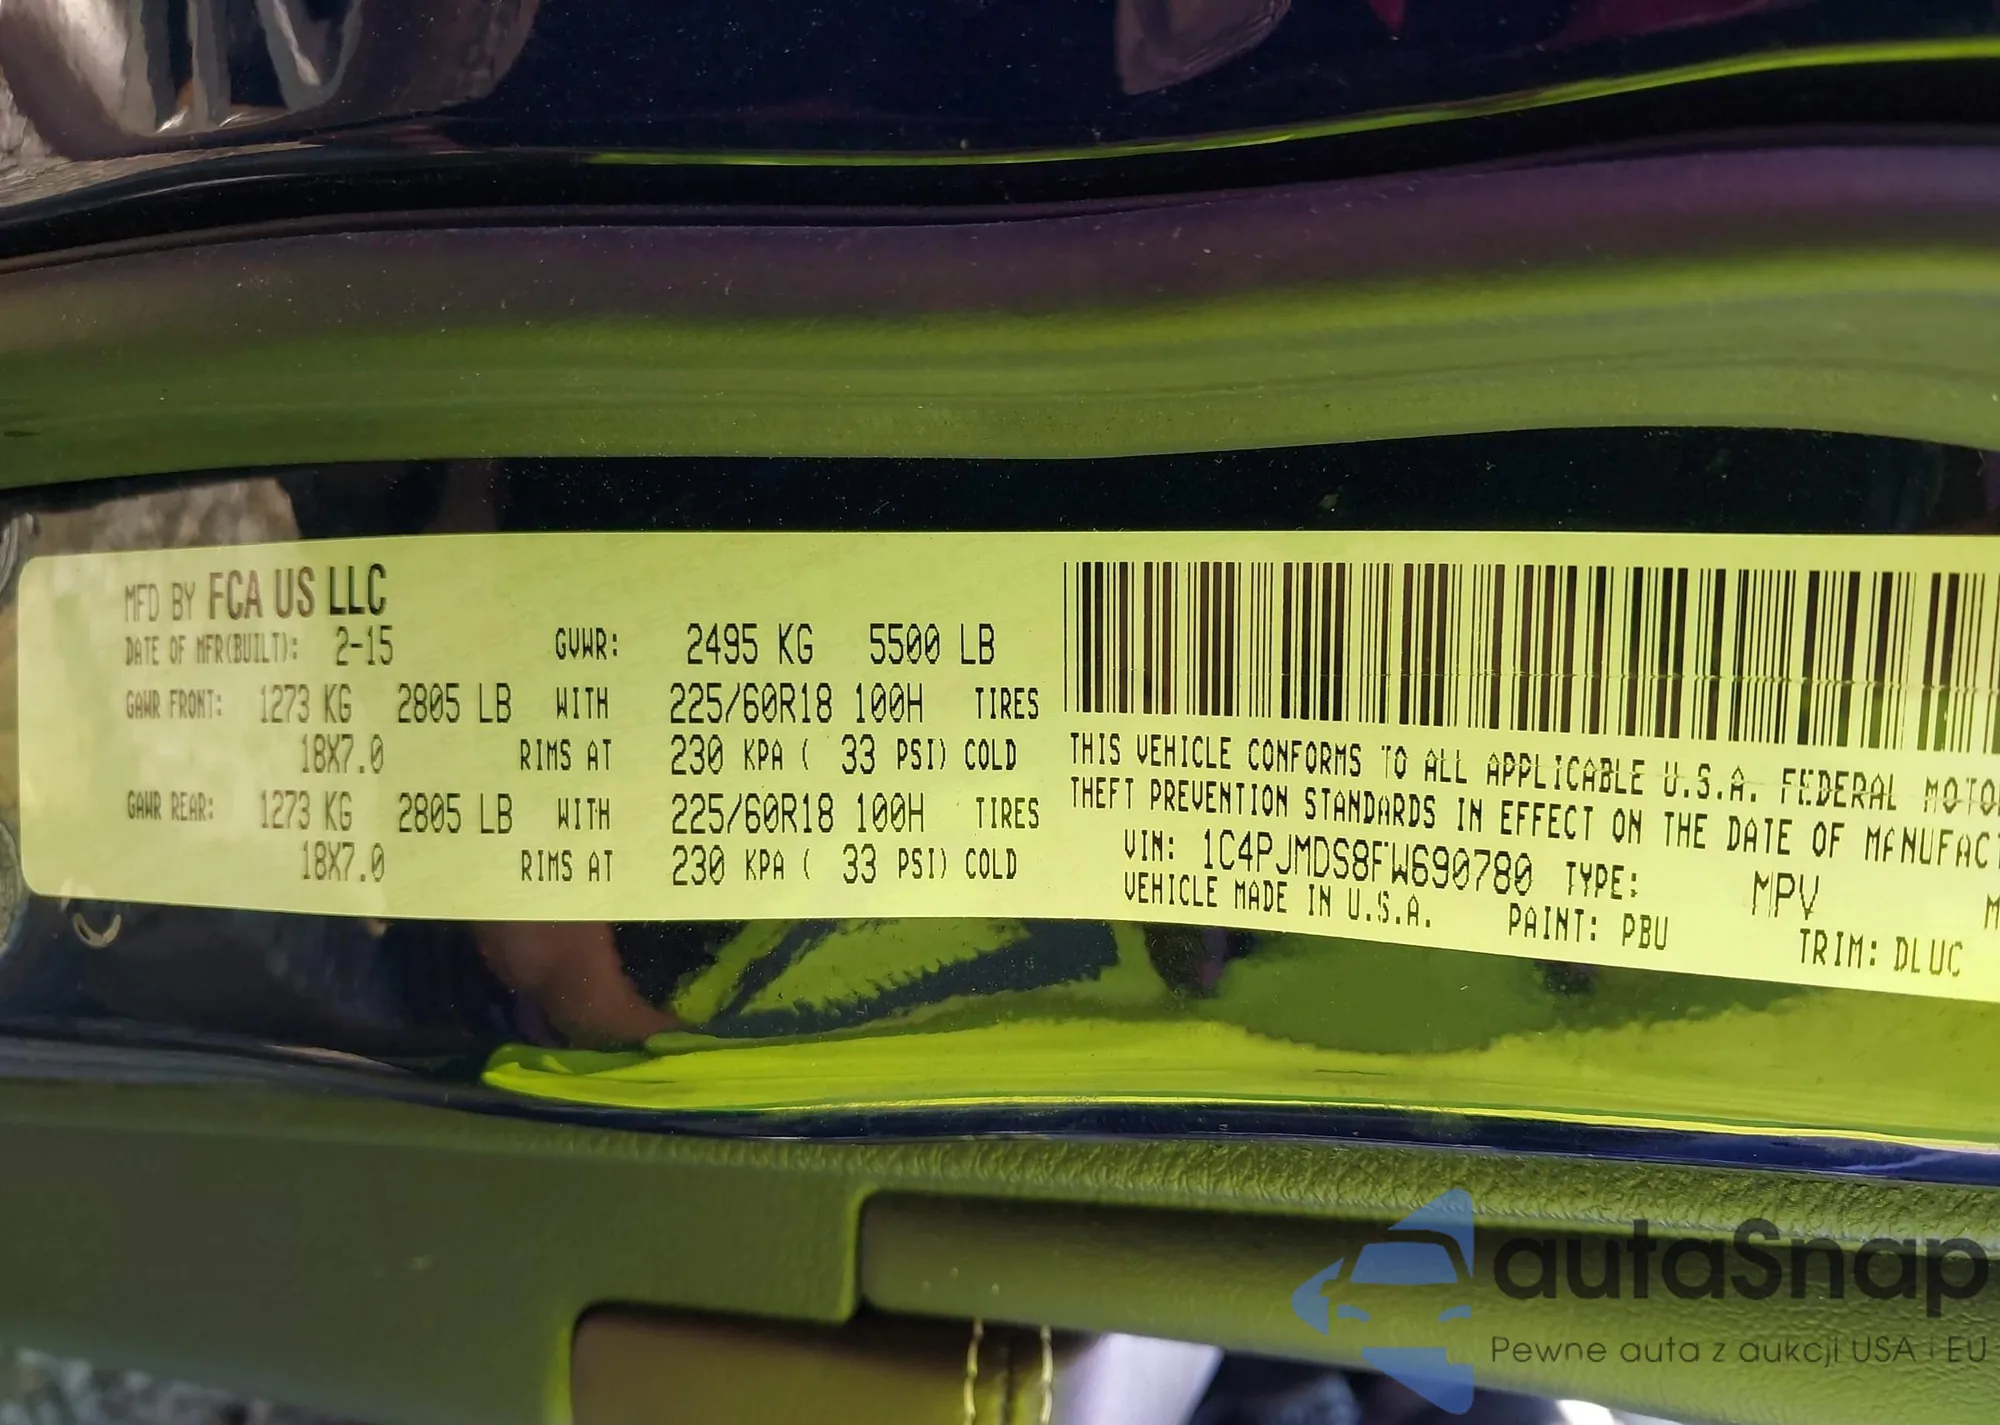 MFD BY FCA US LLC
DATE OF MFR(BUILT): 2-15 GVWR: 2495 KG 5500 LB
GAWR FRONT: 1273 KG 2805 LB WITH 225/60R18 100H TIRES
18X7.0 RIMS AT 230 KPA ( 33 PSI) COLD
GAWR REAR: 1273 KG 2805 LB WITH 225/60R18 100H TIRES
18X7.0 RIMS AT 230 KPA ( 33 PSI) COLD
THIS VEHICLE CONFORMS TO ALL APPLICABLE U.S.A. FEDERAL MOTO
THEFT PREVENTION STANDARDS IN EFFECT ON THE DATE OF MANUFACT
VIN: 1C4PJMDS8FW690780 TYPE: MPV M
VEHICLE MADE IN U.S.A. PAINT: PBU TRIM: DLUC
autaSnap
Pewne auta z aukcji USA i EU